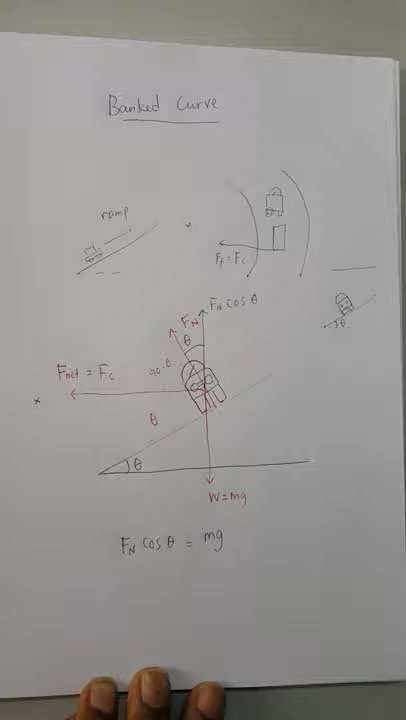 Banked Curve
ramp
Ff = Fc
FN cos θ
FN
θ
θ
90-θ
Fnet = Fc
θ
θ
W=mg
FN cos θ = mg